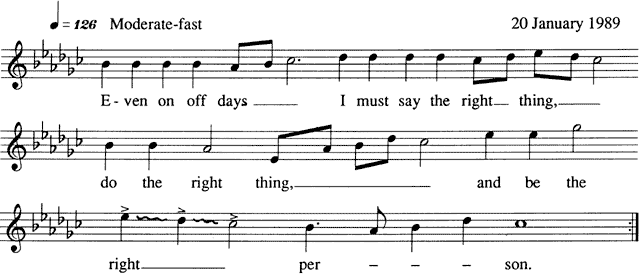 ♩ = 126 Moderate-fast 20 January 1989
E - ven on off days I must say the right thing,
do the right thing, and be the
right per - - - son.